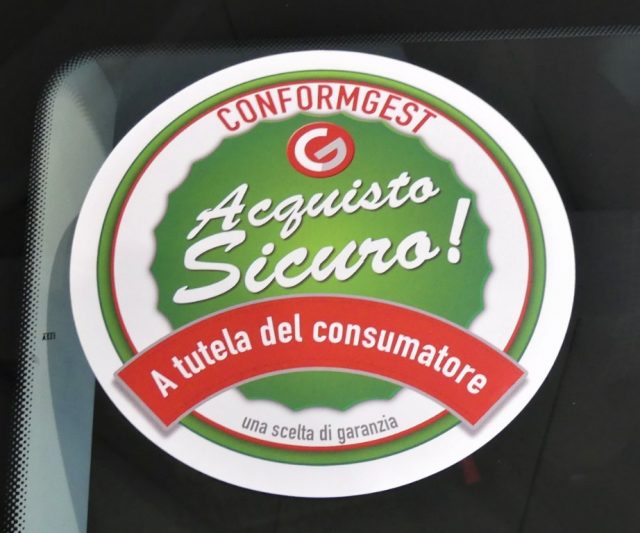 CONFORMGEST
Acquisto
Sicuro!
A tutela del consumatore
una scelta di garanzia